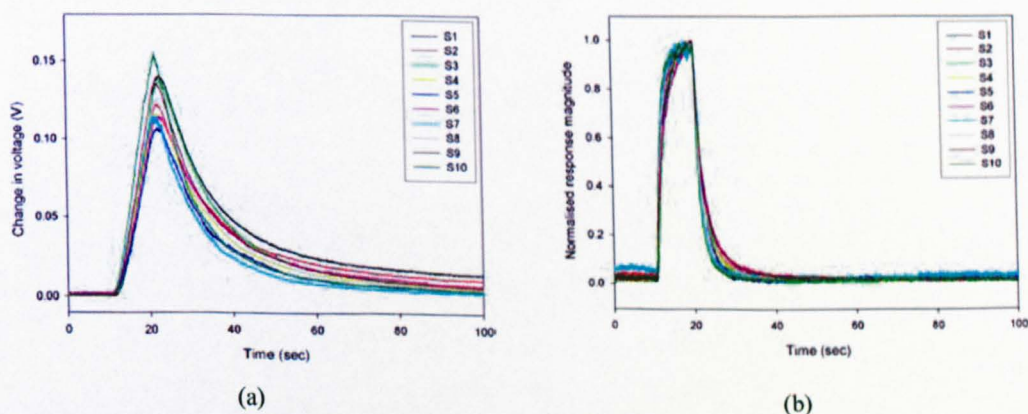 Change in voltage (V)
0.15
0.10
0.05
0.00
0
20
40
60
80
100
Time (sec)
S1
S2
S3
S4
S5
S6
S7
S8
S9
S10
(a)
Normalised response magnitude
1.0
0.8
0.6
0.4
0.2
0.0
0
20
40
60
80
100
Time (sec)
S1
S2
S3
S4
S5
S6
S7
S8
S9
S10
(b)